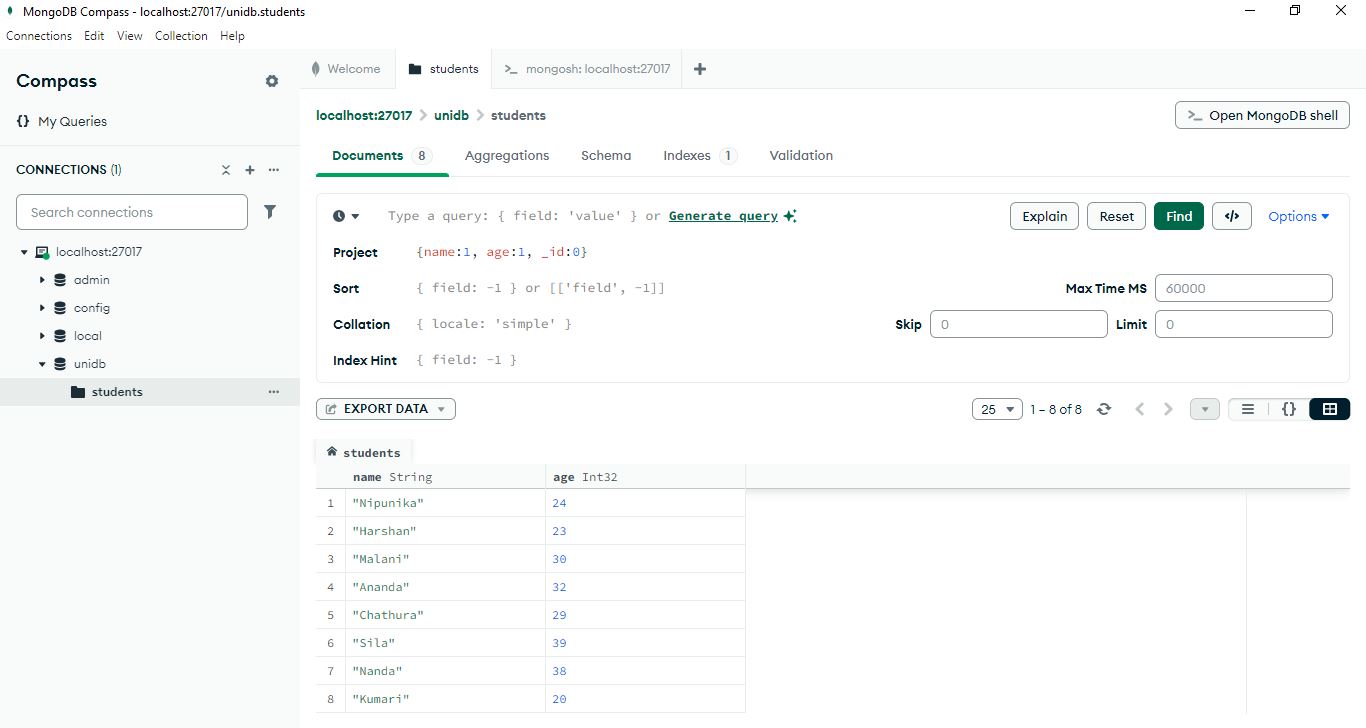 MongoDB Compass - localhost:27017/unidb.students
Connections Edit View Collection Help
Compass
{} My Queries
CONNECTIONS (1)
Search connections
localhost:27017
admin
config
local
unidb
students
Welcome students >_ mongosh: localhost:27017
localhost:27017 > unidb > students
>_ Open MongoDB shell
Documents 8 Aggregations Schema Indexes 1 Validation
Type a query: { field: 'value' } or Generate query
Explain Reset Find </> Options
Project {name:1, age:1, _id:0}
Sort { field: -1 } or [['field', -1]] Max Time MS 60000
Collation { locale: 'simple' } Skip 0 Limit 0
Index Hint { field: -1 }
EXPORT DATA 25 1 – 8 of 8 {}
students
name String age Int32
1 "Nipunika" 24
2 "Harshan" 23
3 "Malani" 30
4 "Ananda" 32
5 "Chathura" 29
6 "Sila" 39
7 "Nanda" 38
8 "Kumari" 20